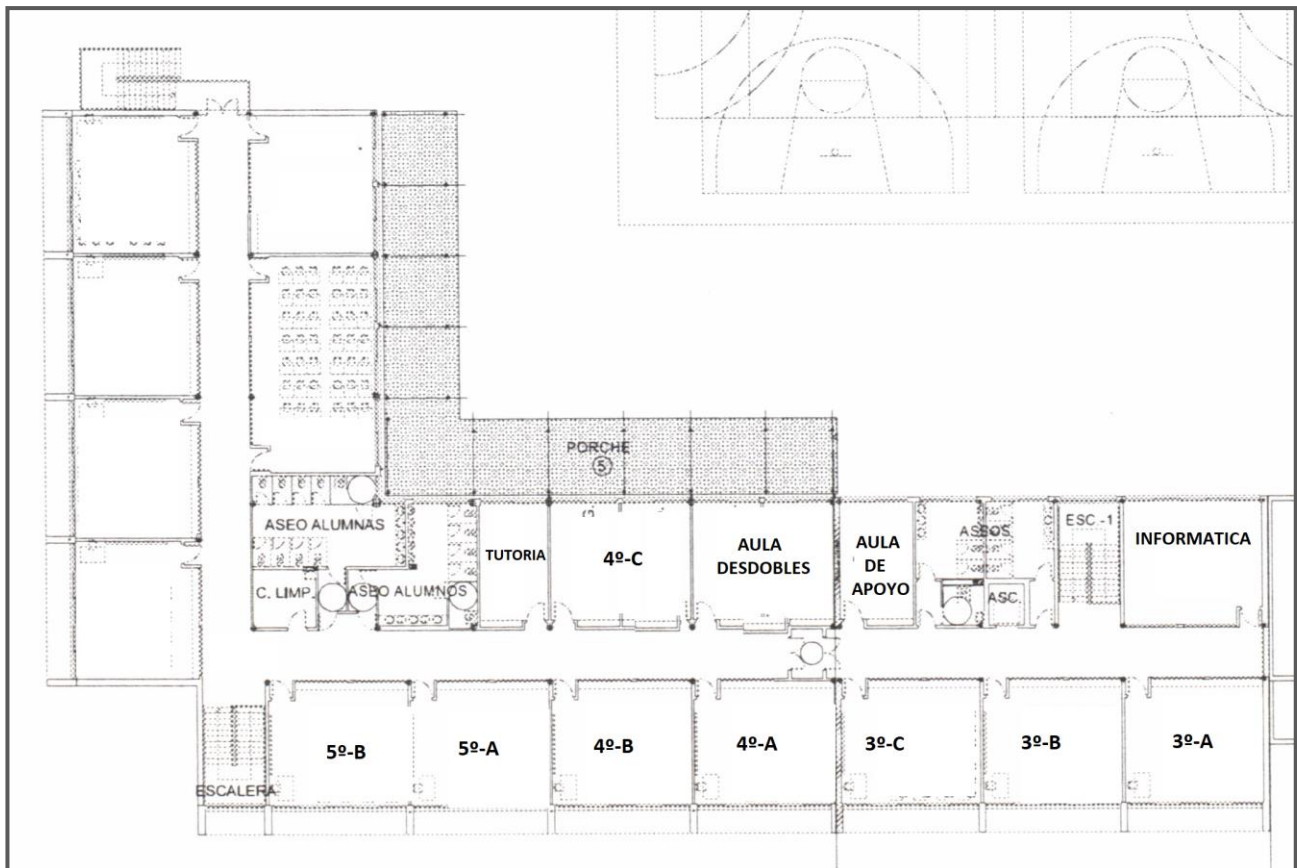 PORCHE
5
ASEO ALUMNAS
TUTORIA
4º-C
AULA
DESDOBLES
AULA
DE
APOYO
ASEOS
ESC.-1
INFORMATICA
C. LIMP.
ASEO ALUMNOS
ASC.
5º-B
5º-A
4º-B
4º-A
3º-C
3º-B
3º-A
ESCALERA